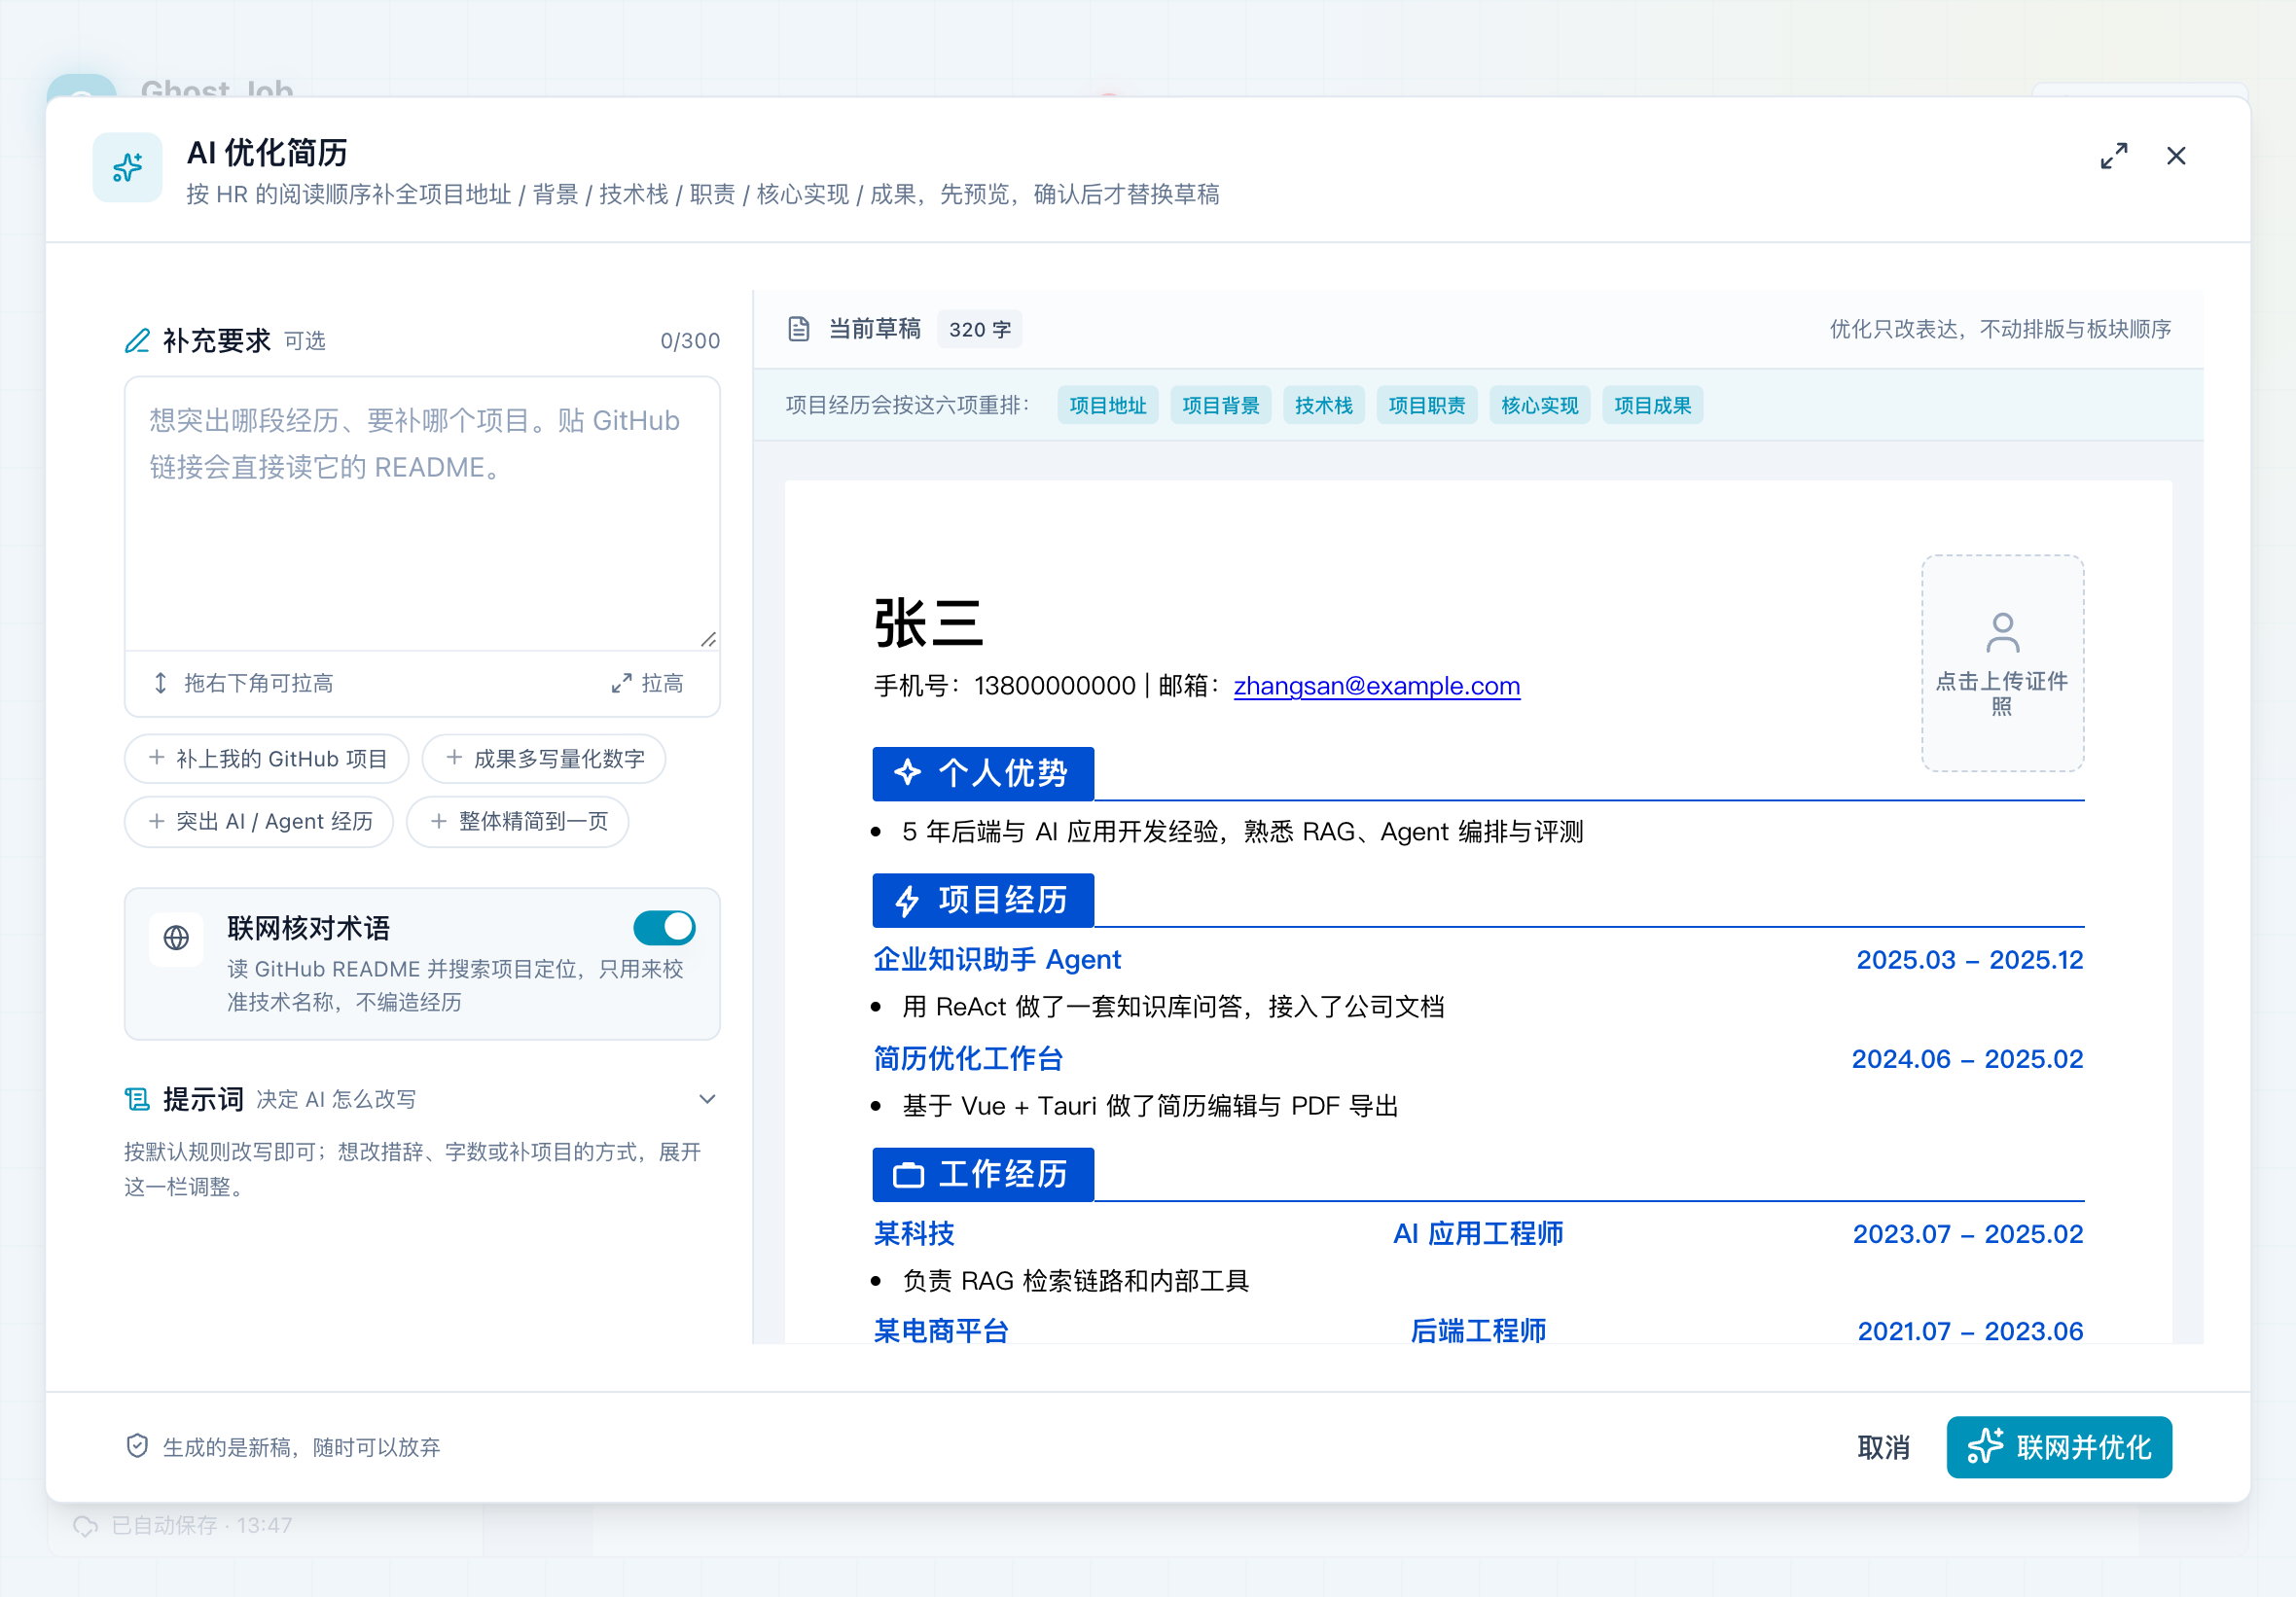 Ghost Job
AI 优化简历
按 HR 的阅读顺序补全项目地址 / 背景 / 技术栈 / 职责 / 核心实现 / 成果，先预览，确认后才替换草稿
补充要求 可选 0/300
想突出哪段经历、要补哪个项目。贴 GitHub
链接会直接读它的 README。
拖右下角可拉高 拉高
补上我的 GitHub 项目 成果多写量化数字
突出 AI / Agent 经历 整体精简到一页
联网核对术语
读 GitHub README 并搜索项目定位，只用来校
准技术名称，不编造经历
提示词 决定 AI 怎么改写
按默认规则改写即可；想改措辞、字数或补项目的方式，展开
这一栏调整。
当前草稿 320 字 优化只改表达，不动排版与板块顺序
项目经历会按这六项重排： 项目地址 项目背景 技术栈 项目职责 核心实现 项目成果
张三
手机号：13800000000 | 邮箱：zhangsan@example.com
点击上传证件
照
个人优势
5 年后端与 AI 应用开发经验，熟悉 RAG、Agent 编排与评测
项目经历
企业知识助手 Agent 2025.03 – 2025.12
用 ReAct 做了一套知识库问答，接入了公司文档
简历优化工作台 2024.06 – 2025.02
基于 Vue + Tauri 做了简历编辑与 PDF 导出
工作经历
某科技 AI 应用工程师 2023.07 – 2025.02
负责 RAG 检索链路和内部工具
某电商平台 后端工程师 2021.07 – 2023.06
生成的是新稿，随时可以放弃
取消 联网并优化
已自动保存 · 13:47